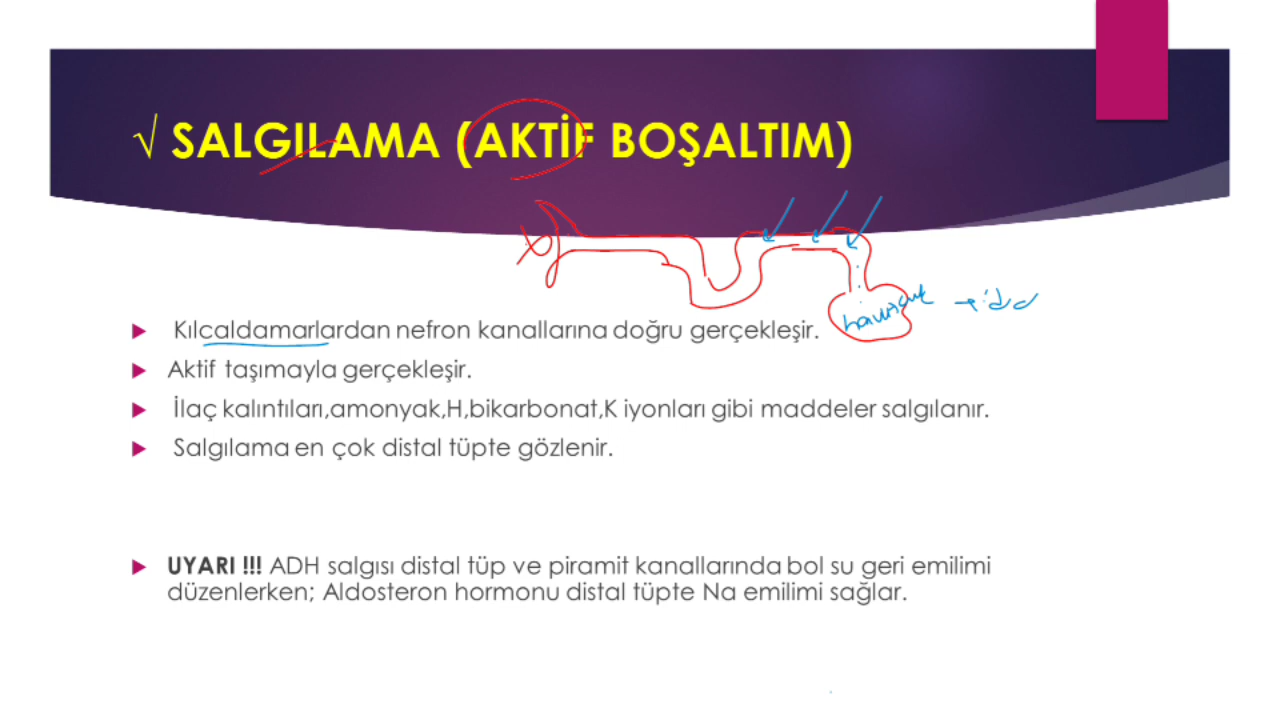 √ SALGILAMA (AKTİF BOŞALTIM)
havuzcuk → idrar
Kılcaldamarlardan nefron kanallarına doğru gerçekleşir.
Aktif taşımayla gerçekleşir.
İlaç kalıntıları,amonyak,H,bikarbonat,K iyonları gibi maddeler salgılanır.
Salgılama en çok distal tüpte gözlenir.
UYARI !!! ADH salgısı distal tüp ve piramit kanallarında bol su geri emilimi
düzenlerken; Aldosteron hormonu distal tüpte Na emilimi sağlar.